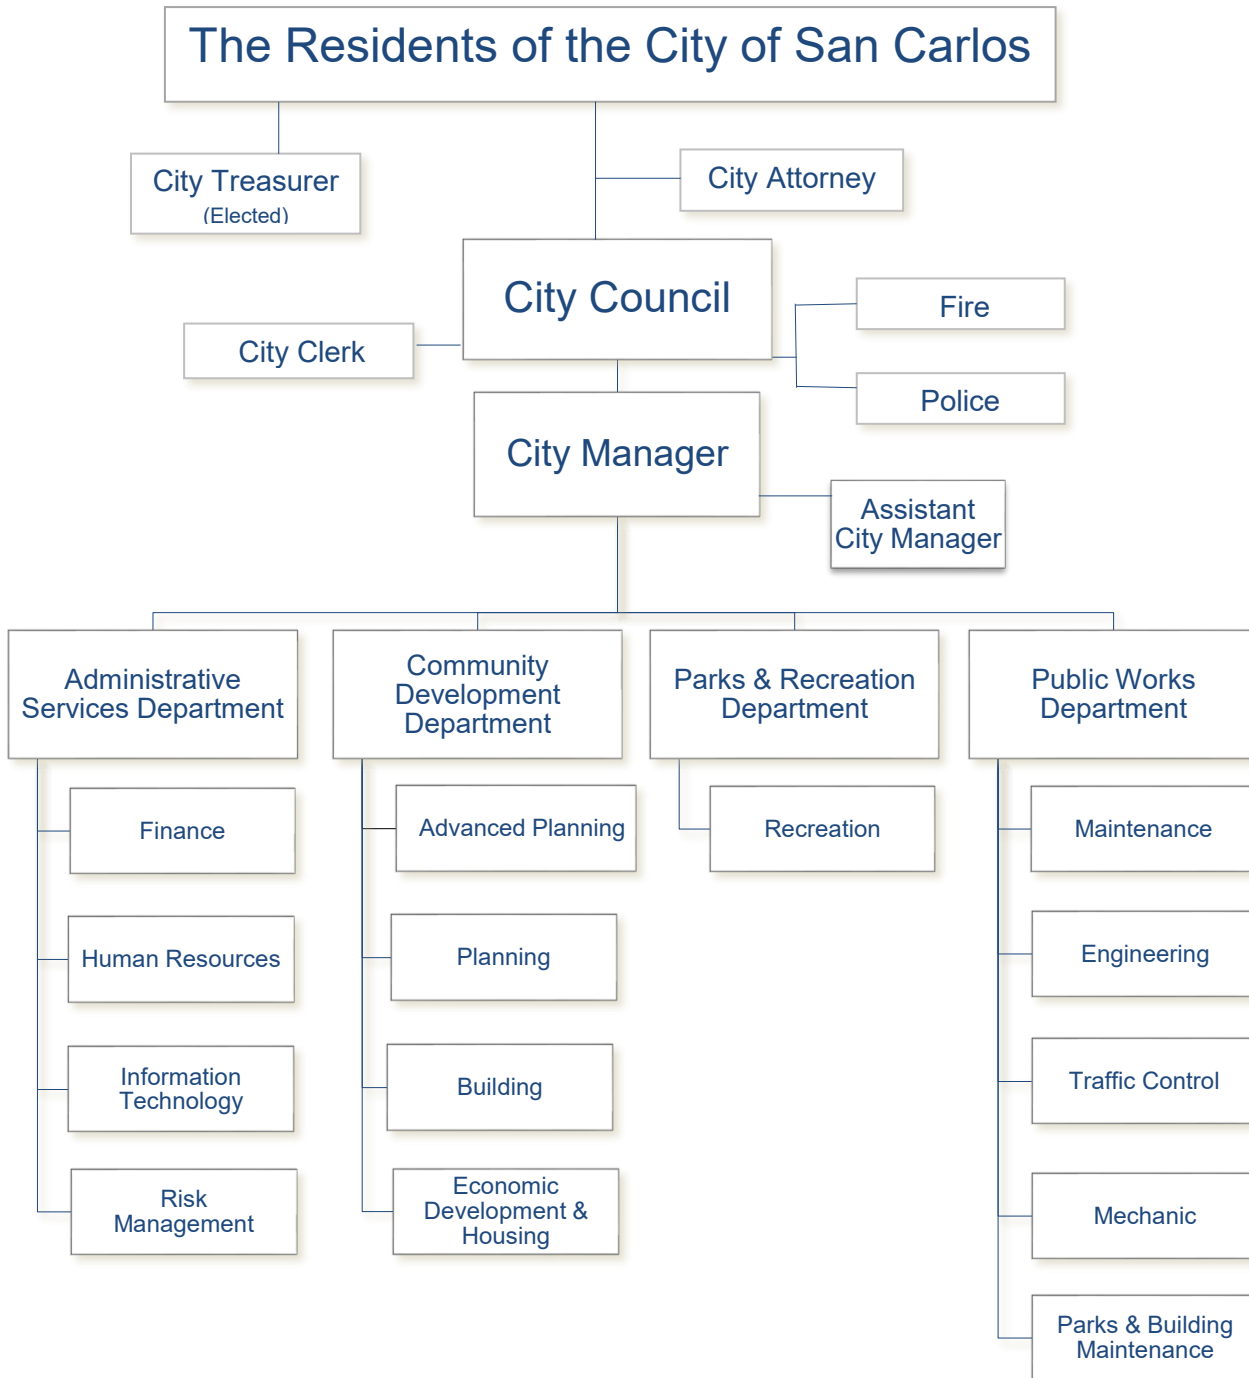 The Residents of the City of San Carlos
City Treasurer
(Elected)
City Attorney
City Council
Fire
City Clerk
Police
City Manager
Assistant
City Manager
Administrative
Services Department
Community
Development
Department
Parks & Recreation
Department
Public Works
Department
Finance
Advanced Planning
Recreation
Maintenance
Human Resources
Planning
Engineering
Information
Technology
Building
Traffic Control
Risk
Management
Economic
Development &
Housing
Mechanic
Parks & Building
Maintenance